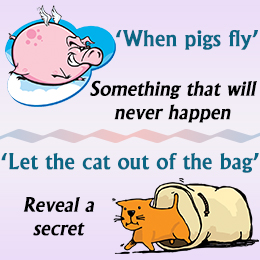 ‘When pigs fly’
Something that will
never happen
‘Let the cat out of the bag’
Reveal a
secret